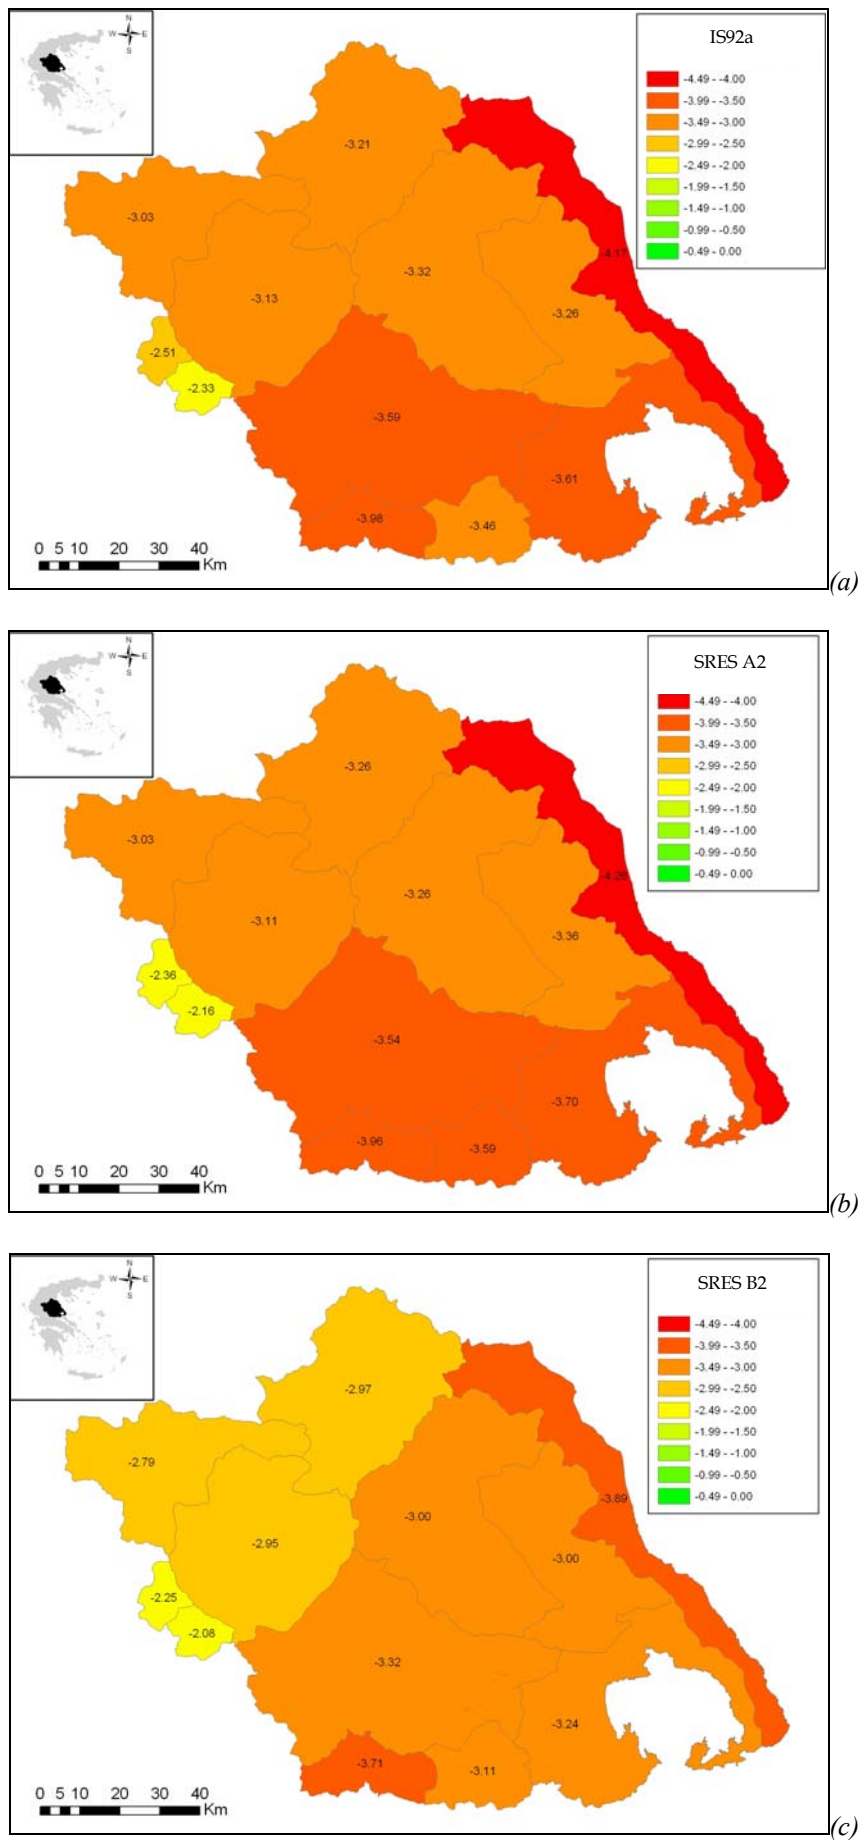 N
W E
S
IS92a
-4.49 - -4.00
-3.99 - -3.50
-3.49 - -3.00
-2.99 - -2.50
-2.49 - -2.00
-1.99 - -1.50
-1.49 - -1.00
-0.99 - -0.50
-0.49 - 0.00
-3.21
-3.03
-4.17
-3.32
-3.13
-3.26
-2.51
-2.33
-3.59
-3.61
-3.98
-3.46
0 5 10 20 30 40
Km
(a)
N
W E
S
SRES A2
-4.49 - -4.00
-3.99 - -3.50
-3.49 - -3.00
-2.99 - -2.50
-2.49 - -2.00
-1.99 - -1.50
-1.49 - -1.00
-0.99 - -0.50
-0.49 - 0.00
-3.26
-3.03
-4.26
-3.26
-3.11
-3.36
-2.36
-2.16
-3.54
-3.70
-3.96
-3.59
0 5 10 20 30 40
Km
(b)
N
W E
S
SRES B2
-4.49 - -4.00
-3.99 - -3.50
-3.49 - -3.00
-2.99 - -2.50
-2.49 - -2.00
-1.99 - -1.50
-1.49 - -1.00
-0.99 - -0.50
-0.49 - 0.00
-2.97
-2.79
-3.89
-3.00
-2.95
-3.00
-2.25
-2.08
-3.32
-3.24
-3.71
-3.11
0 5 10 20 30 40
Km
(c)